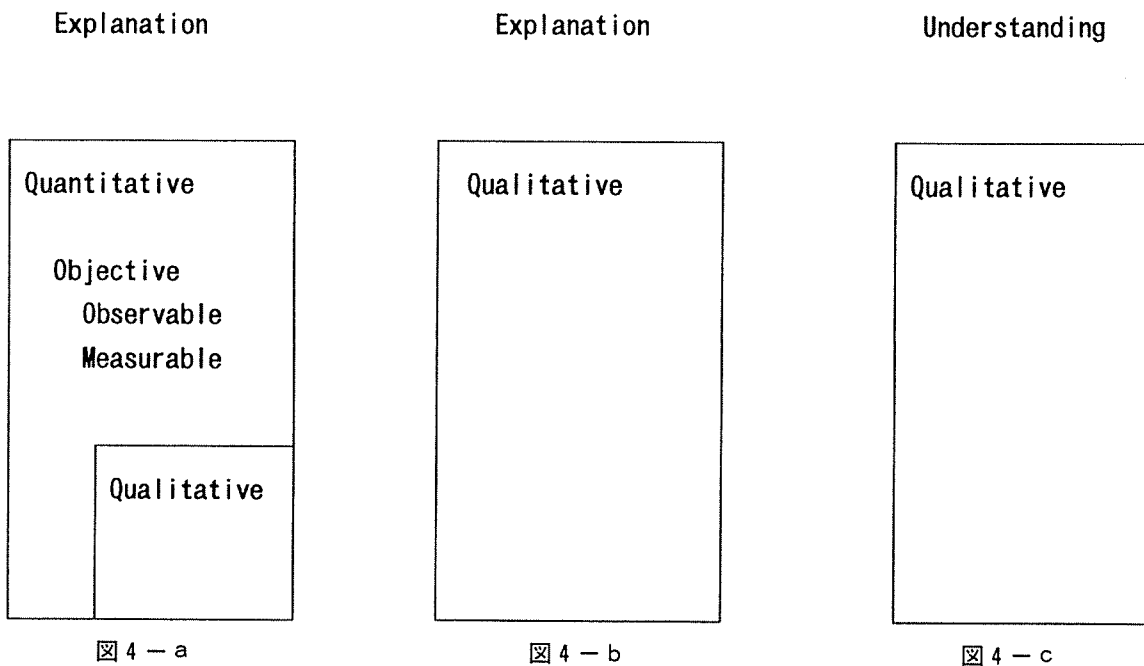 Explanation
Quantitative
Objective
Observable
Measurable
Qualitative
図4－a
Explanation
Qualitative
図4－b
Understanding
Qualitative
図4－c